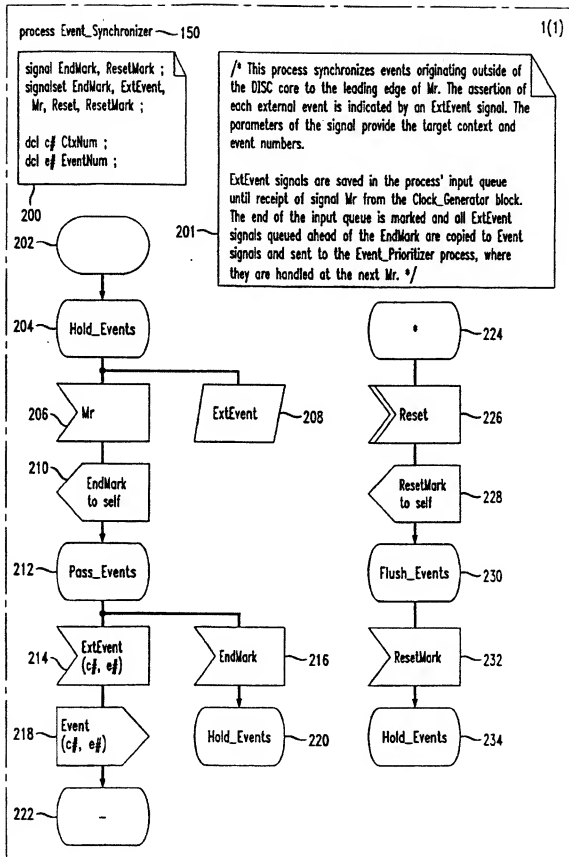 process Event_Synchronizer 150
1(1)
signal EndMark, ResetMark ;
signalset EndMark, ExtEvent,
Mr, Reset, ResetMark ;
dcl c# CtxNum ;
dcl e# EventNum ;
200
/* This process synchronizes events originating outside of
the DISC core to the leading edge of Mr. The assertion of
each external event is indicated by an ExtEvent signal. The
parameters of the signal provide the target context and
event numbers.
ExtEvent signals are saved in the process' input queue
until receipt of signal Mr from the Clock_Generator block.
The end of the input queue is marked and all ExtEvent
signals queued ahead of the EndMark are copied to Event
signals and sent to the Event_Prioritizer process, where
they are handled at the next Mr. */
201
202
204
Hold_Events
206
Mr
ExtEvent
208
210
EndMark
to self
212
Pass_Events
214
ExtEvent
(c#, e#)
EndMark
216
218
Event
(c#, e#)
Hold_Events
220
222
–
*
224
Reset
226
ResetMark
to self
228
Flush_Events
230
ResetMark
232
Hold_Events
234